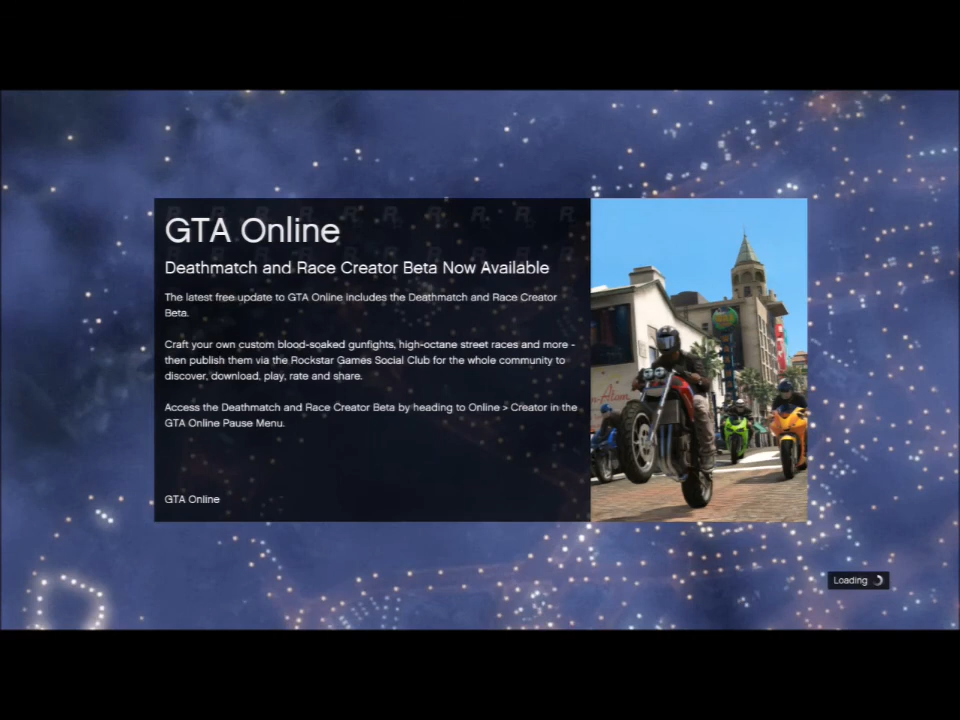 GTA Online
Deathmatch and Race Creator Beta Now Available
The latest free update to GTA Online includes the Deathmatch and Race Creator
Beta.
Craft your own custom blood-soaked gunfights, high-octane street races and more -
then publish them via the Rockstar Games Social Club for the whole community to
discover, download, play, rate and share.
Access the Deathmatch and Race Creator Beta by heading to Online > Creator in the
GTA Online Pause Menu.
GTA Online
Loading